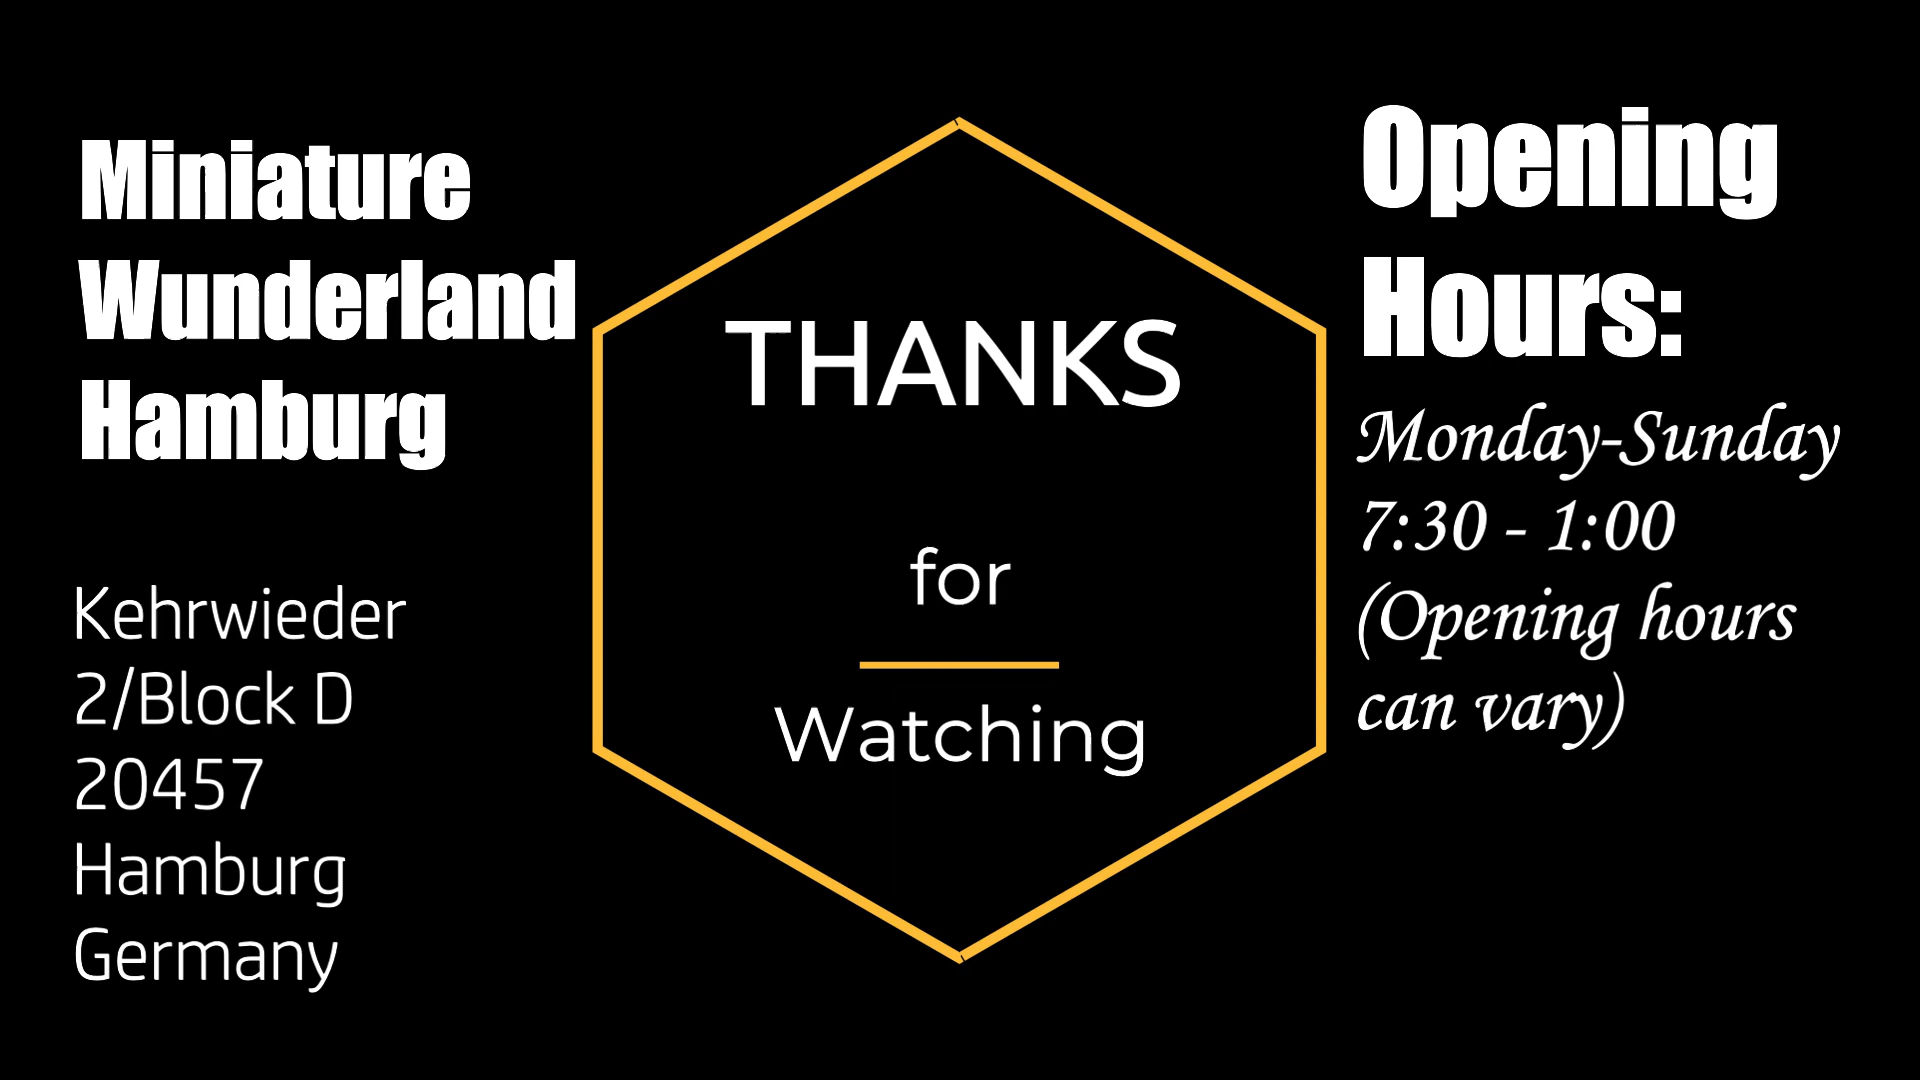 Miniature
Wunderland
Hamburg
Kehrwieder
2/Block D
20457
Hamburg
Germany
THANKS
for
Watching
Opening
Hours:
Monday-Sunday
7:30 - 1:00
(Opening hours
can vary)